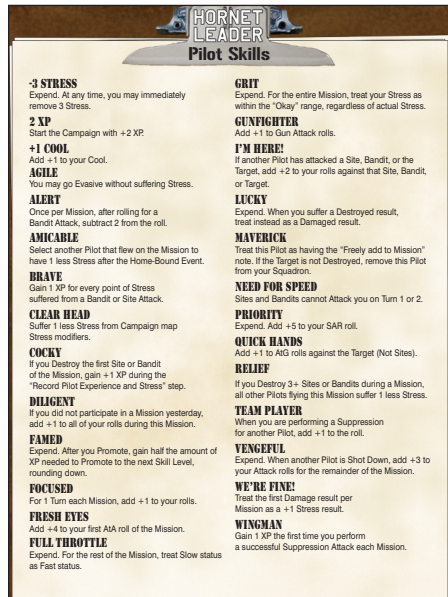 HORNET
LEADER
Pilot Skills
-3 STRESS
Expend. At any time, you may immediately
remove 3 Stress.
2 XP
Start the Campaign with +2 XP.
+1 COOL
Add +1 to your Cool.
AGILE
You may go Evasive without suffering Stress.
ALERT
Once per Mission, after rolling for a
Bandit Attack, subtract 2 from the roll.
AMICABLE
Select another Pilot that flew on the Mission to
have 1 less Stress after the Home-Bound Event.
BRAVE
Gain 1 XP for every point of Stress
suffered from a Bandit or Site Attack.
CLEAR HEAD
Suffer 1 less Stress from Campaign map
Stress modifiers.
COCKY
If you Destroy the first Site or Bandit
of the Mission, gain +1 XP during the
“Record Pilot Experience and Stress” step.
DILIGENT
If you did not participate in a Mission yesterday,
add +1 to all of your rolls during this Mission.
FAMED
Expend. After you Promote, gain half the amount of
XP needed to Promote to the next Skill Level,
rounding down.
FOCUSED
For 1 Turn each Mission, add +1 to your rolls.
FRESH EYES
Add +4 to your first AtA roll of the Mission.
FULL THROTTLE
Expend. For the rest of the Mission, treat Slow status
as Fast status.
GRIT
Expend. For the entire Mission, treat your Stress as
within the “Okay” range, regardless of actual Stress.
GUNFIGHTER
Add +1 to Gun Attack rolls.
I'M HERE!
If another Pilot has attacked a Site, Bandit, or the
Target, add +2 to your rolls against that Site, Bandit,
or Target.
LUCKY
Expend. When you suffer a Destroyed result,
treat instead as a Damaged result.
MAVERICK
Treat this Pilot as having the “Freely add to Mission”
note. If the Target is not Destroyed, remove this Pilot
from your Squadron.
NEED FOR SPEED
Sites and Bandits cannot Attack you on Turn 1 or 2.
PRIORITY
Expend. Add +5 to your SAR roll.
QUICK HANDS
Add +1 to AtG rolls against the Target (Not Sites).
RELIEF
If you Destroy 3+ Sites or Bandits during a Mission,
all other Pilots flying this Mission suffer 1 less Stress.
TEAM PLAYER
When you are performing a Suppression
for another Pilot, add +1 to the roll.
VENGEFUL
Expend. When another Pilot is Shot Down, add +3 to
your Attack rolls for the remainder of the Mission.
WE'RE FINE!
Treat the first Damage result per
Mission as a +1 Stress result.
WINGMAN
Gain 1 XP the first time you perform
a successful Suppression Attack each Mission.